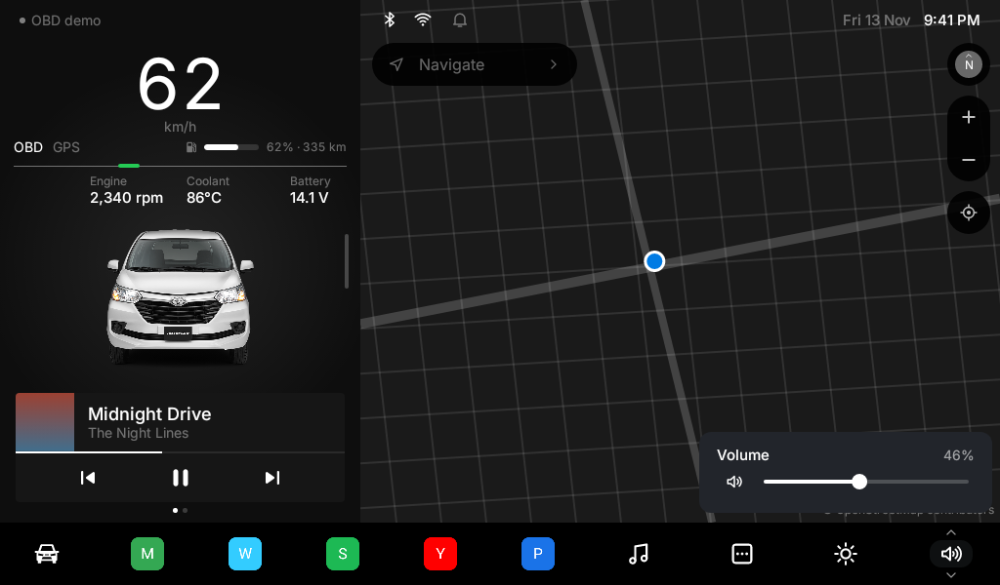 OBD demo
62
km/h
OBD GPS
62% · 335 km
Engine
2,340 rpm
Coolant
86°C
Battery
14.1 V
Midnight Drive
The Night Lines
Navigate
Fri 13 Nov 9:41 PM
N
+
−
Volume
46%
contributors
M
W
S
Y
P